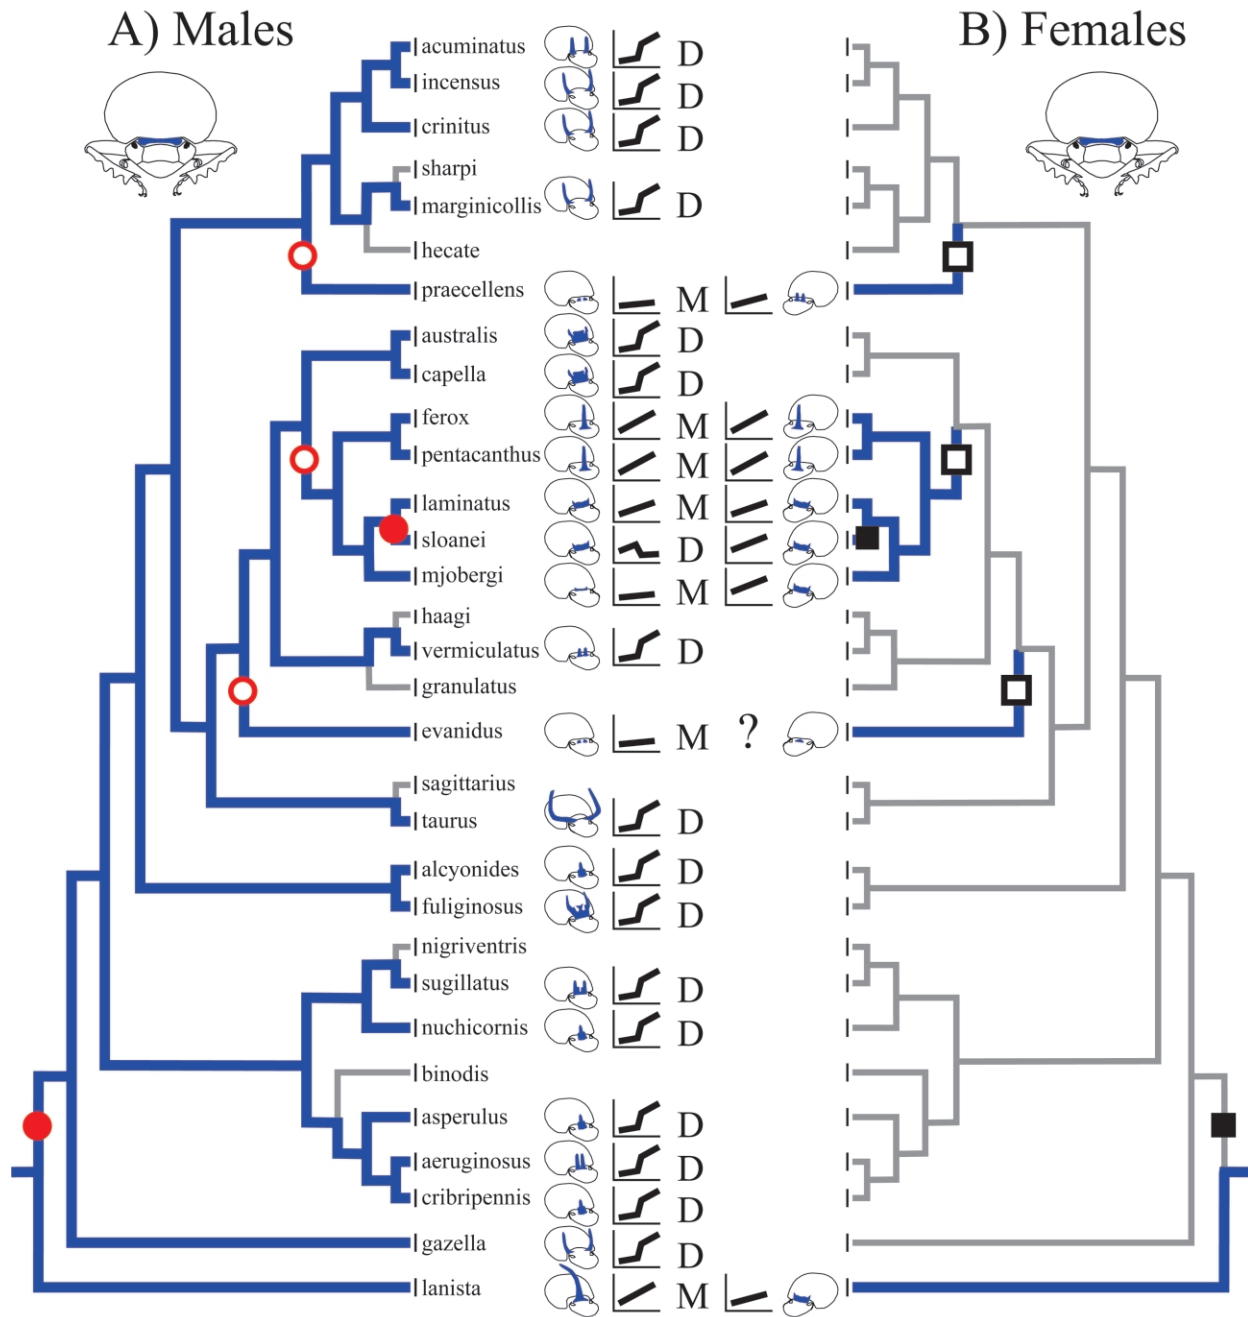 A) Males
B) Females
acuminatus D
incensus D
crinitus D
sharpi
marginicollis D
hecate
praecellens M
australis D
capella D
ferox M
pentacanthus M
laminatus M
sloanei D
mjobergi M
haagi
vermiculatus D
granulatus
evanidus M ?
sagittarius
taurus D
alcyonides D
fuliginosus D
nigriventris
sugillatus D
nuchicornis D
binodis
asperulus D
aeruginosus D
cribripennis D
gazella D
lanista M